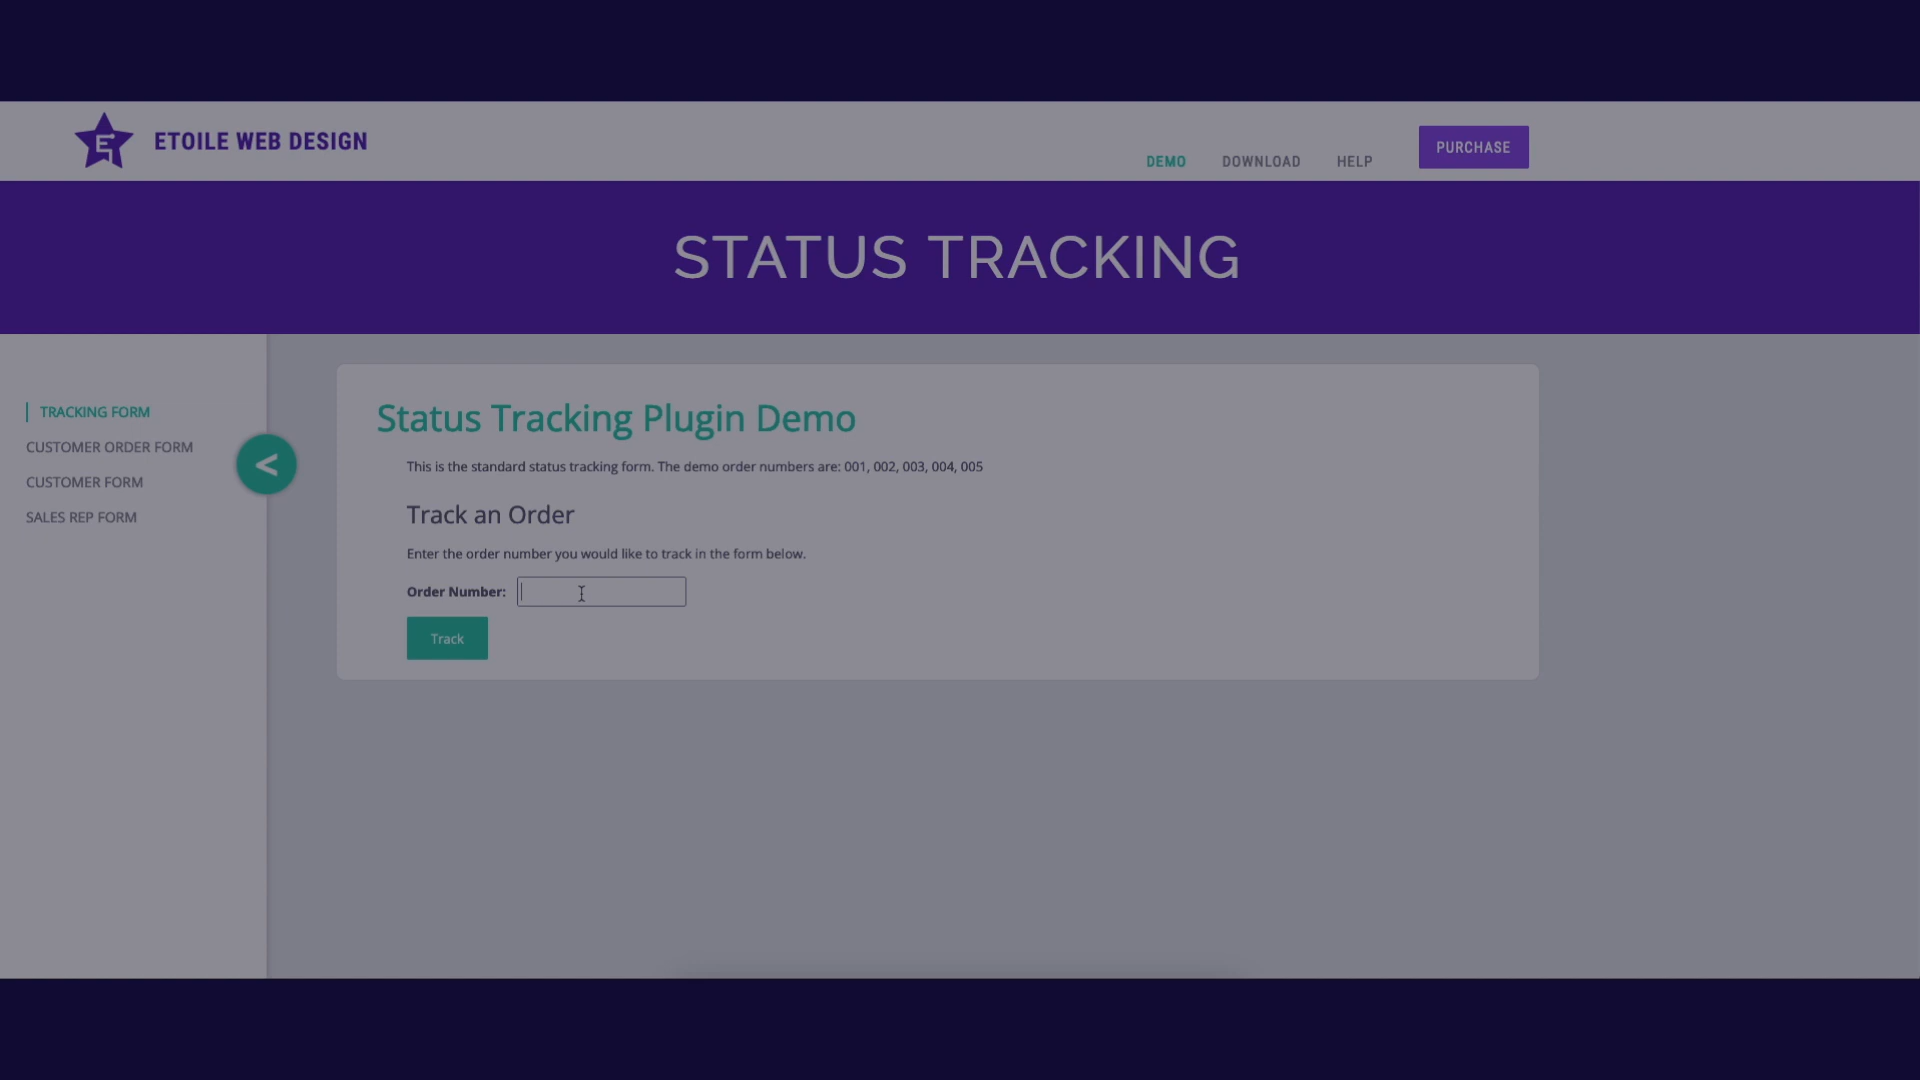 ETOILE WEB DESIGN
DEMO DOWNLOAD HELP PURCHASE
STATUS TRACKING
TRACKING FORM
CUSTOMER ORDER FORM
CUSTOMER FORM
SALES REP FORM
<
Status Tracking Plugin Demo
This is the standard status tracking form. The demo order numbers are: 001, 002, 003, 004, 005
Track an Order
Enter the order number you would like to track in the form below.
Order Number:
Track